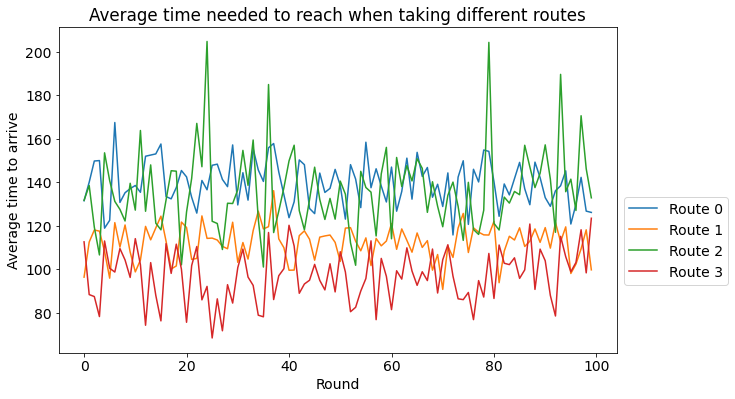 Average time needed to reach when taking different routes
Average time to arrive
200
180
160
140
120
100
80
0
20
40
60
80
100
Round
Route 0
Route 1
Route 2
Route 3